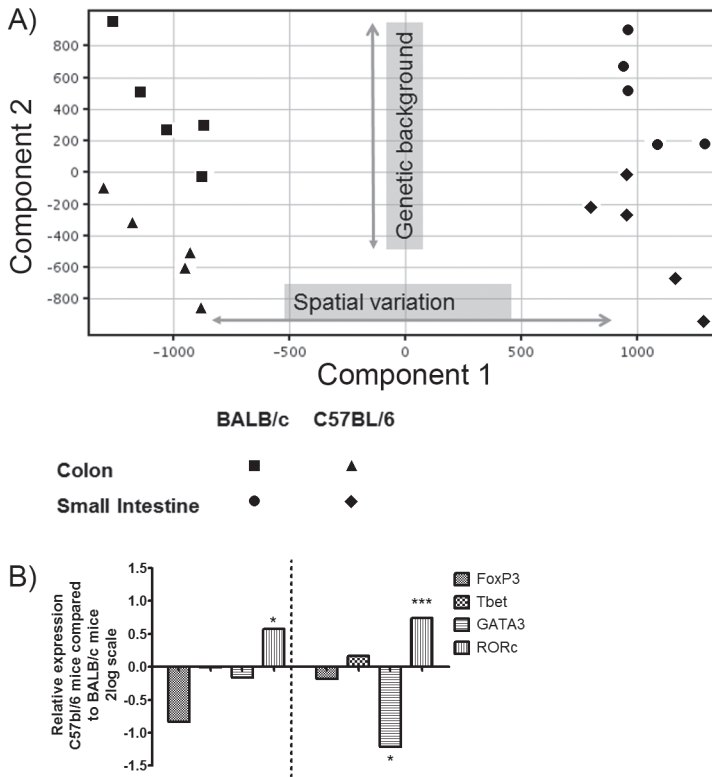 A)
Component 2
800
600
400
200
0
-200
-400
-600
-800
Genetic background
Spatial variation
-1000
-500
0
500
1000
Component 1
BALB/c C57BL/6
Colon
Small Intestine
B)
Relative expression
C57bl/6 mice compared
to BALB/c mice
2log scale
1.5
1.0
0.5
0.0
-0.5
-1.0
-1.5
*
***
*
FoxP3
Tbet
GATA3
RORc